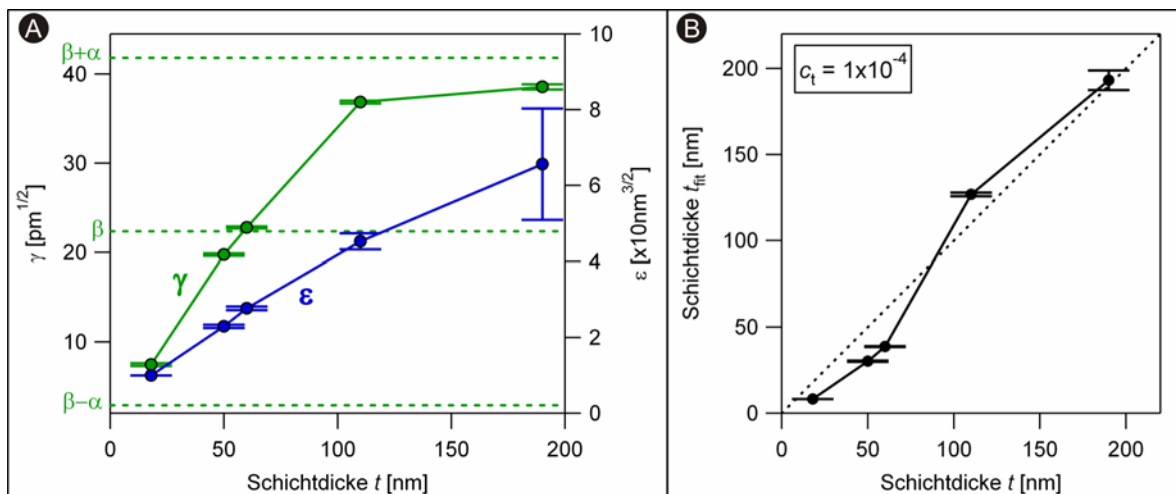 A
β+α
40
30
β
20
10
β−α
γ [pm^1/2]
γ
ε
10
8
6
4
2
0
ε [x10nm^3/2]
0 50 100 150 200
Schichtdicke t [nm]
B
c_t = 1x10^-4
200
150
100
50
0
Schichtdicke t_fit [nm]
0 50 100 150 200
Schichtdicke t [nm]